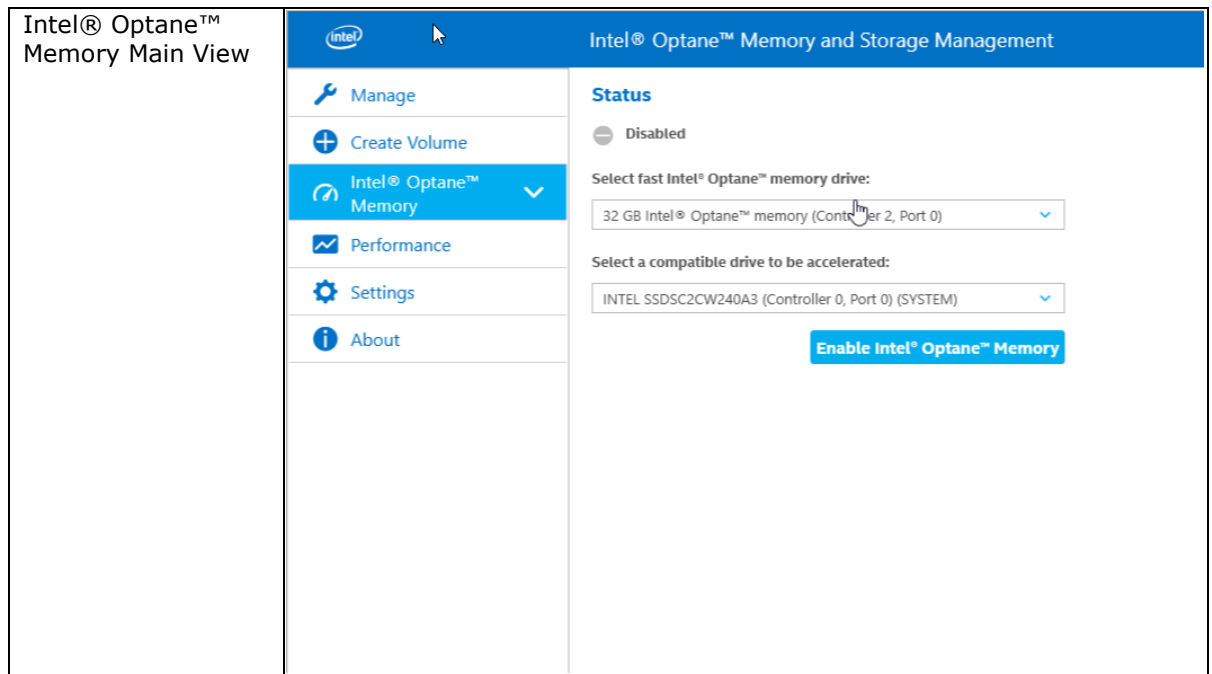 Intel® Optane™
Memory Main View
intel
Intel® Optane™ Memory and Storage Management
Manage
Create Volume
Intel® Optane™
Memory
Performance
Settings
About
Status
Disabled
Select fast Intel® Optane™ memory drive:
32 GB Intel® Optane™ memory (Controller 2, Port 0)
Select a compatible drive to be accelerated:
INTEL SSDSC2CW240A3 (Controller 0, Port 0) (SYSTEM)
Enable Intel® Optane™ Memory